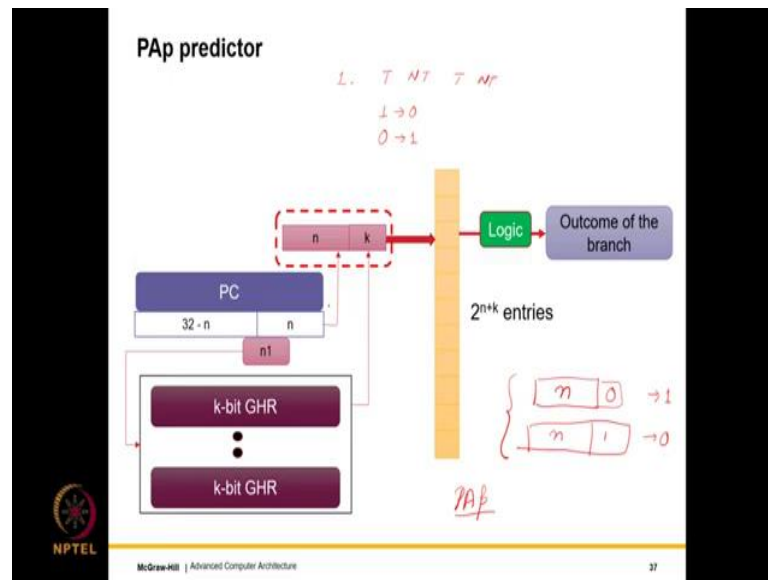 PAp predictor
1. T NT T NT
1→0
0→1
n k
Logic
Outcome of the branch
PC
32 - n n
n1
2^{n+k} entries
k-bit GHR
k-bit GHR
n 0 →1
n 1 →0
PAp
NPTEL
McGraw-Hill | Advanced Computer Architecture
37